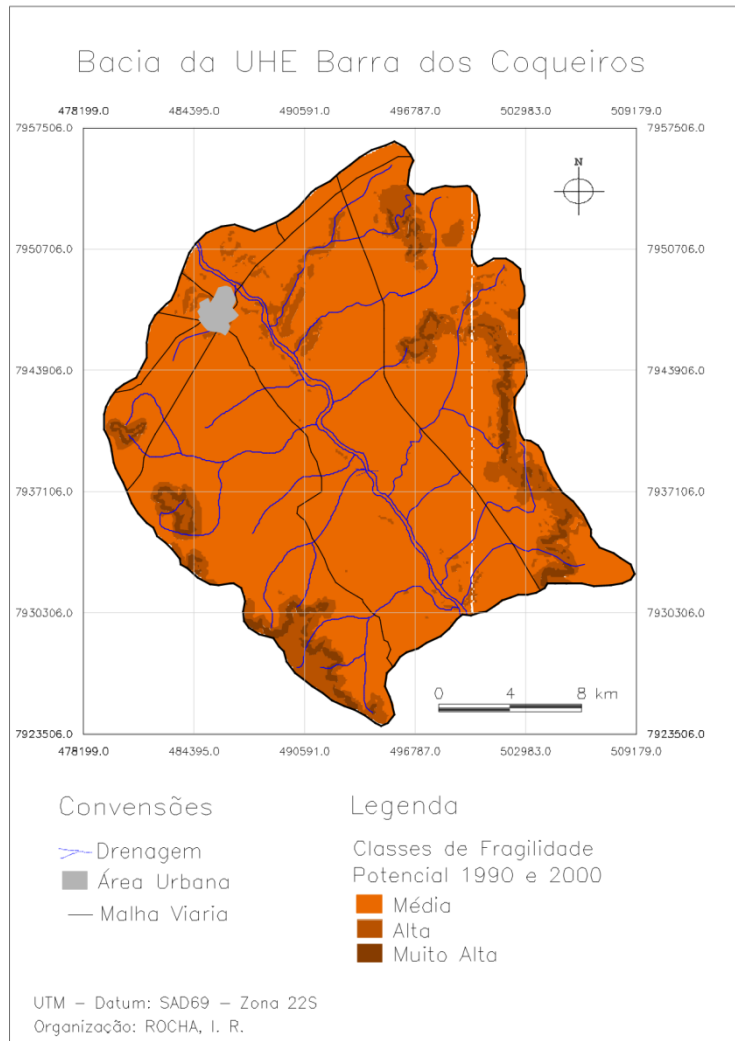 Bacia da UHE Barra dos Coqueiros
478199.0 484395.0 490591.0 496787.0 502983.0 509179.0
7957506.0 7957506.0
N
7950706.0 7950706.0
7943906.0 7943906.0
7937106.0 7937106.0
7930306.0 7930306.0
0 4 8 km
7923506.0 7923506.0
478199.0 484395.0 490591.0 496787.0 502983.0 509179.0
Convensões
Drenagem
Área Urbana
Malha Viaria
Legenda
Classes de Fragilidade
Potencial 1990 e 2000
Média
Alta
Muito Alta
UTM – Datum: SAD69 – Zona 22S
Organização: ROCHA, I. R.